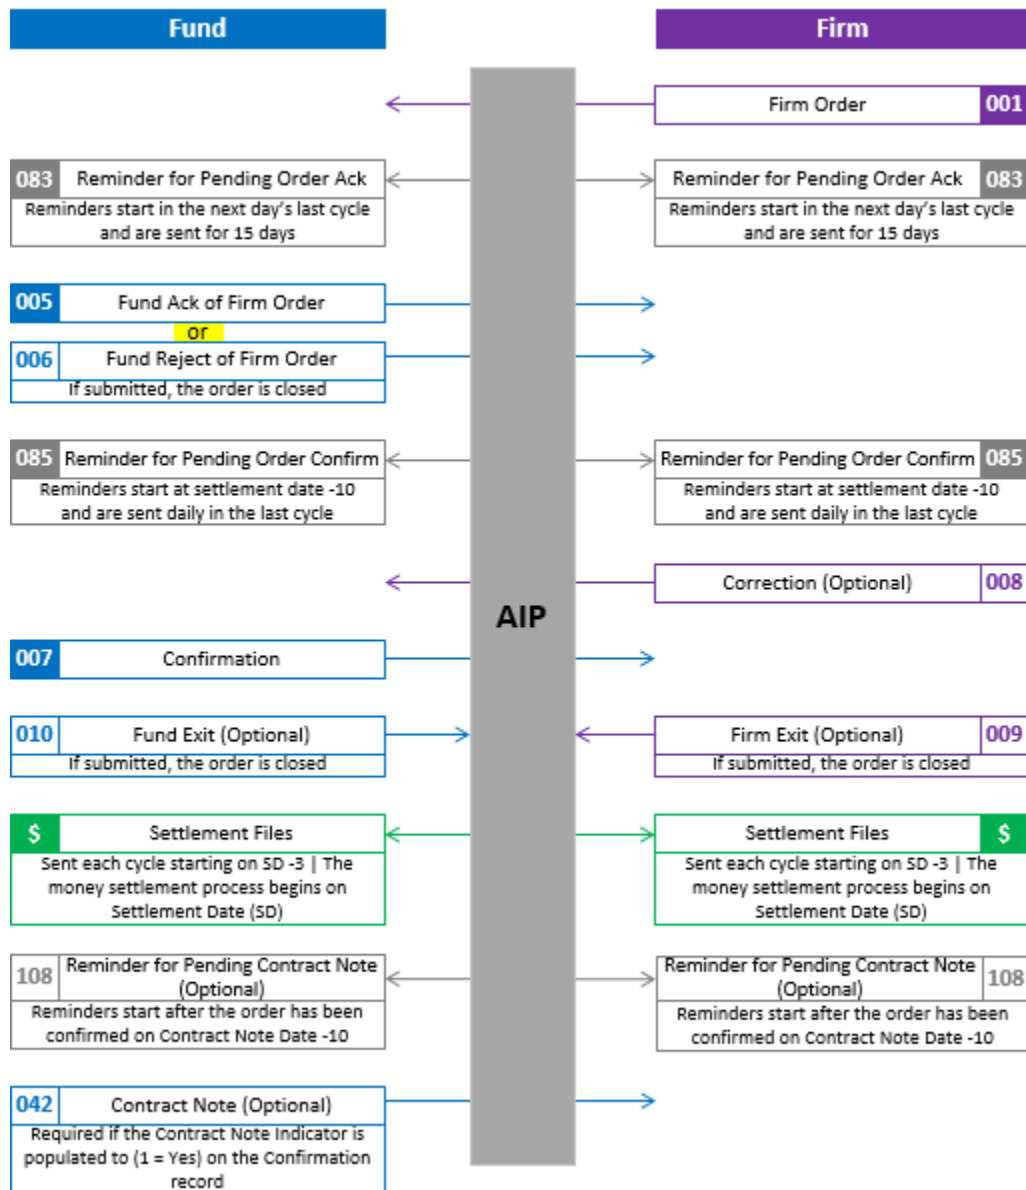 Fund
Firm
Firm Order 001
083 Reminder for Pending Order Ack
Reminders start in the next day's last cycle
and are sent for 15 days
Reminder for Pending Order Ack 083
Reminders start in the next day's last cycle
and are sent for 15 days
005 Fund Ack of Firm Order
or
006 Fund Reject of Firm Order
If submitted, the order is closed
085 Reminder for Pending Order Confirm
Reminders start at settlement date -10
and are sent daily in the last cycle
Reminder for Pending Order Confirm 085
Reminders start at settlement date -10
and are sent daily in the last cycle
Correction (Optional) 008
AIP
007 Confirmation
010 Fund Exit (Optional)
If submitted, the order is closed
Firm Exit (Optional) 009
If submitted, the order is closed
$ Settlement Files
Sent each cycle starting on SD -3 | The
money settlement process begins on
Settlement Date (SD)
Settlement Files $
Sent each cycle starting on SD -3 | The
money settlement process begins on
Settlement Date (SD)
108 Reminder for Pending Contract Note
(Optional)
Reminders start after the order has been
confirmed on Contract Note Date -10
Reminder for Pending Contract Note
(Optional) 108
Reminders start after the order has been
confirmed on Contract Note Date -10
042 Contract Note (Optional)
Required if the Contract Note Indicator is
populated to (1 = Yes) on the Confirmation
record